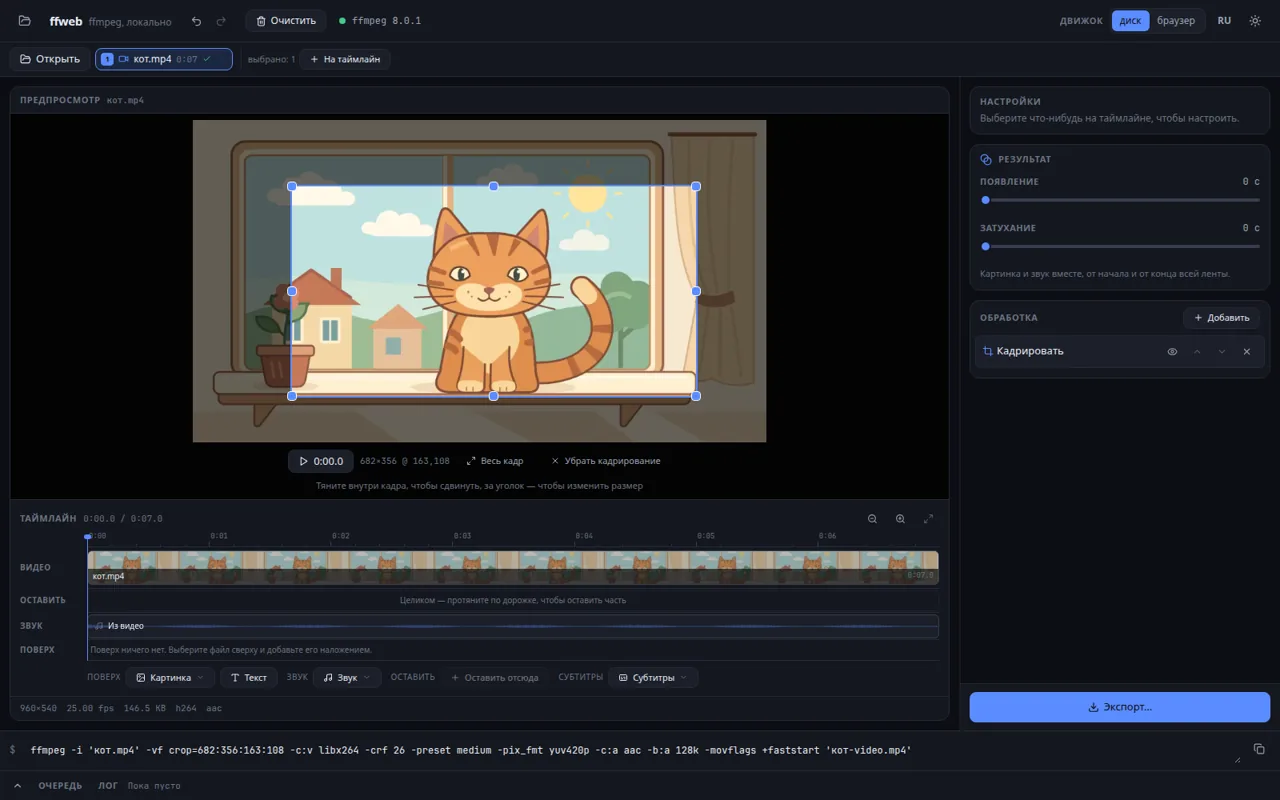 ffweb ffmpeg, локально Очистить ffmpeg 8.0.1 ДВИЖОК диск браузер RU
Открыть 1 кот.mp4 0:07 выбрано: 1 + На таймлайн
ПРЕДПРОСМОТР кот.mp4
0:00.0 682×356 @ 163,108 Весь кадр × Убрать кадрирование
Тяните внутри кадра, чтобы сдвинуть, за уголок — чтобы изменить размер
НАСТРОЙКИ
Выберите что-нибудь на таймлайне, чтобы настроить.
РЕЗУЛЬТАТ
ПОЯВЛЕНИЕ 0 с
ЗАТУХАНИЕ 0 с
Картинка и звук вместе, от начала и от конца всей ленты.
ОБРАБОТКА + Добавить
Кадрировать
ТАЙМЛАЙН 0:00.0 / 0:07.0
0:00 0:01 0:02 0:03 0:04 0:05 0:06
ВИДЕО кот.mp4 0:07.0
ОСТАВИТЬ Целиком — протяните по дорожке, чтобы оставить часть
ЗВУК Из видео
ПОВЕРХ Поверх ничего нет. Выберите файл сверху и добавьте его наложением.
ПОВЕРХ Картинка Текст ЗВУК Звук ОСТАВИТЬ + Оставить отсюда СУБТИТРЫ Субтитры
960×540 25.00 fps 146.5 KB h264 aac
Экспорт…
$ ffmpeg -i 'кот.mp4' -vf crop=682:356:163:108 -c:v libx264 -crf 26 -preset medium -pix_fmt yuv420p -c:a aac -b:a 128k -movflags +faststart 'кот-video.mp4'
ОЧЕРЕДЬ ЛОГ Пока пусто